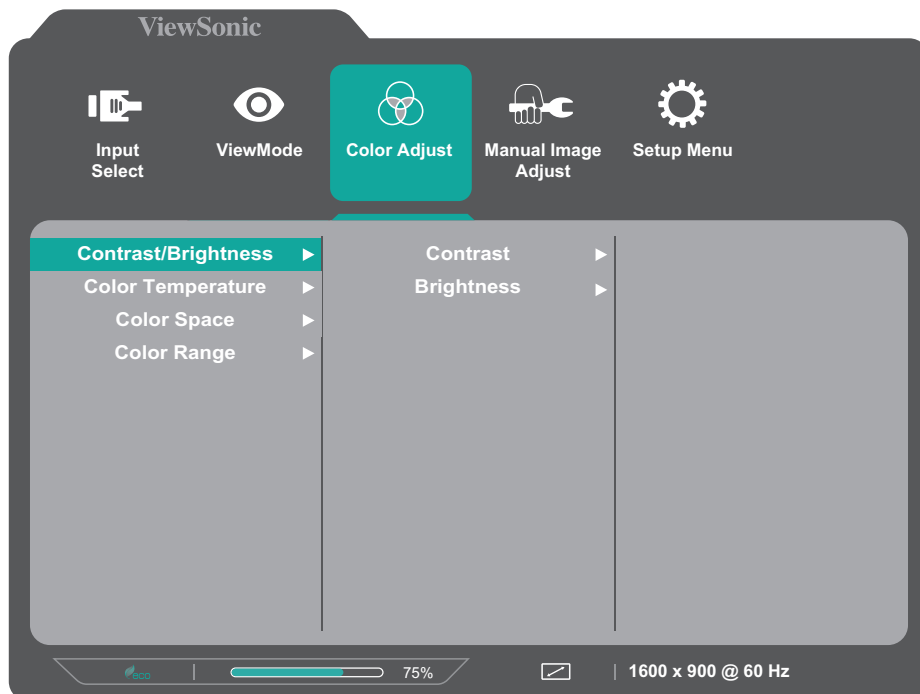 ViewSonic
Input
Select
ViewMode
Color Adjust
Manual Image
Adjust
Setup Menu
Contrast/Brightness
Color Temperature
Color Space
Color Range
Contrast
Brightness
eco
75%
1600 x 900 @ 60 Hz